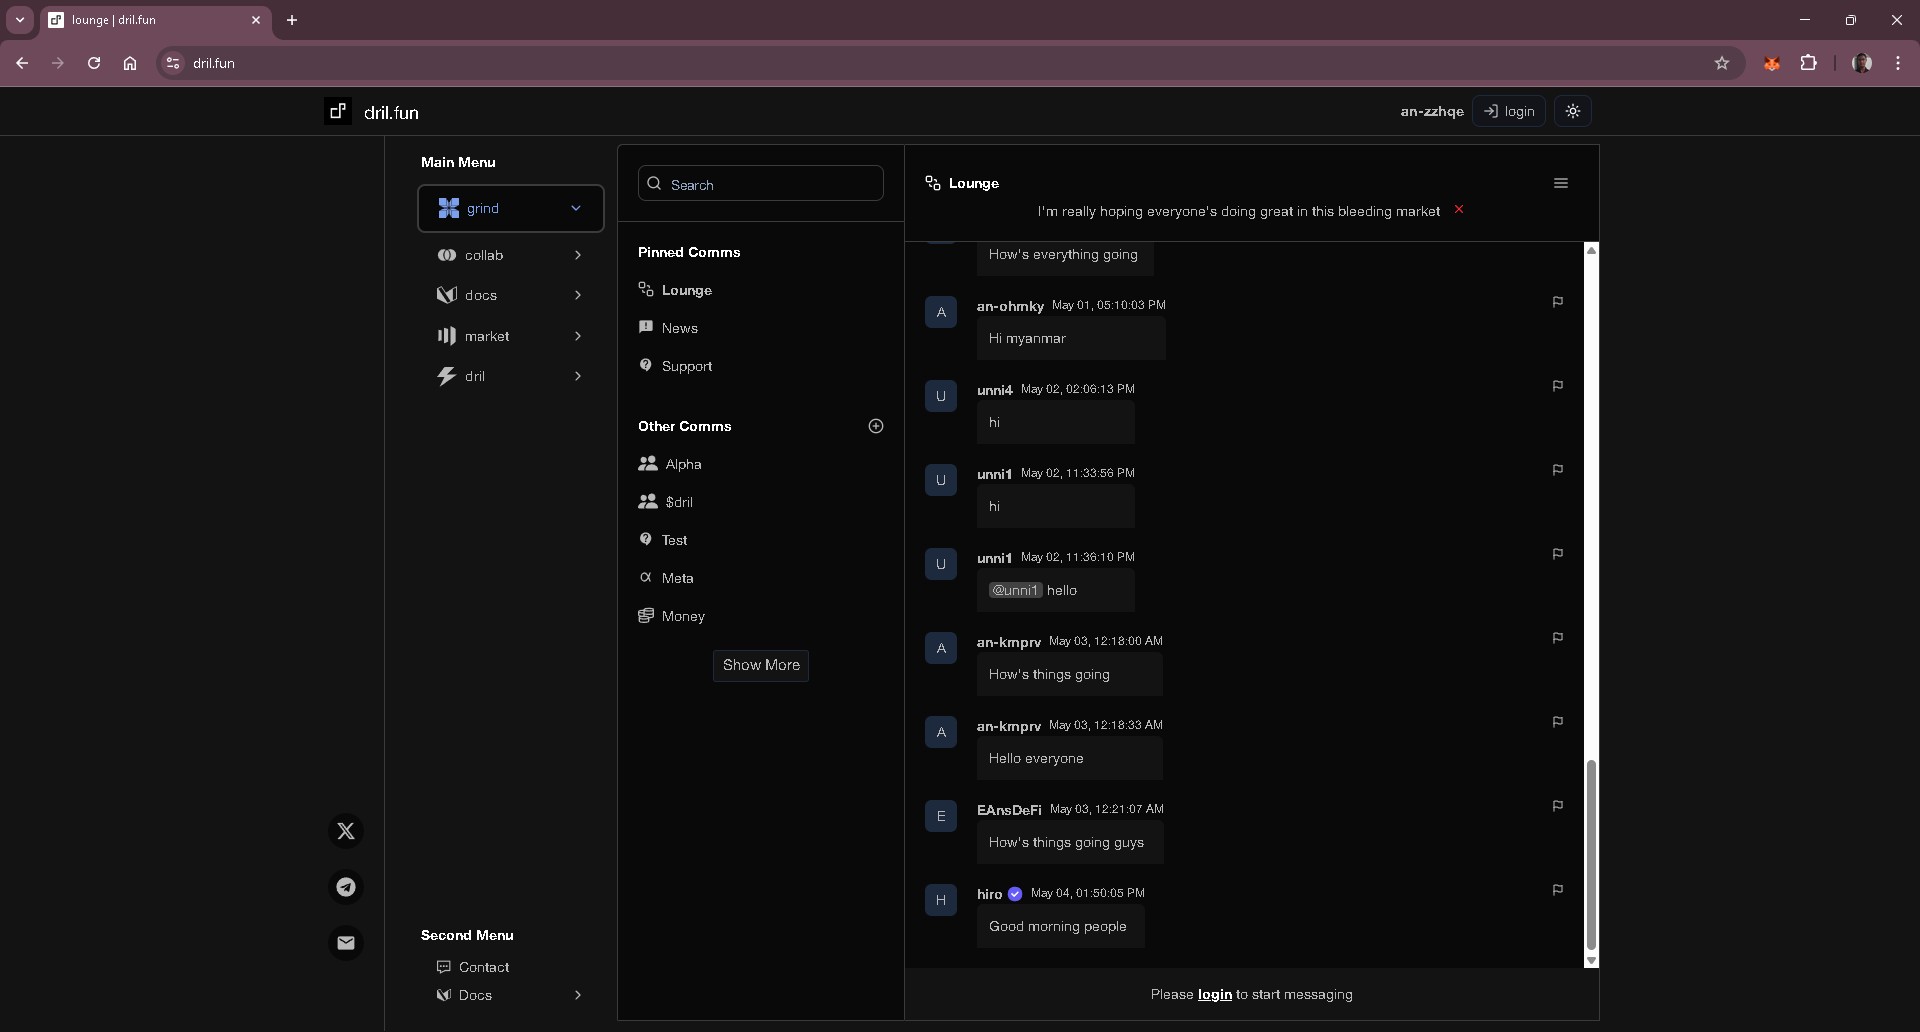 lounge | dril.fun
dril.fun
dril.fun
an-zzhqe
login
Main Menu
grind
collab
docs
market
dril
Second Menu
Contact
Docs
Search
Pinned Comms
Lounge
News
Support
Other Comms
Alpha
$dril
Test
Meta
Money
Show More
Lounge
I'm really hoping everyone's doing great in this bleeding market
How's everything going
A
an-ohmky May 01, 05:10:03 PM
Hi myanmar
U
unni4 May 02, 02:06:13 PM
hi
U
unni1 May 02, 11:33:56 PM
hi
U
unni1 May 02, 11:36:10 PM
@unni1 hello
A
an-kmprv May 03, 12:18:00 AM
How's things going
A
an-kmprv May 03, 12:18:33 AM
Hello everyone
E
EAnsDeFi May 03, 12:21:07 AM
How's things going guys
H
hiro May 04, 01:50:05 PM
Good morning people
Please login to start messaging